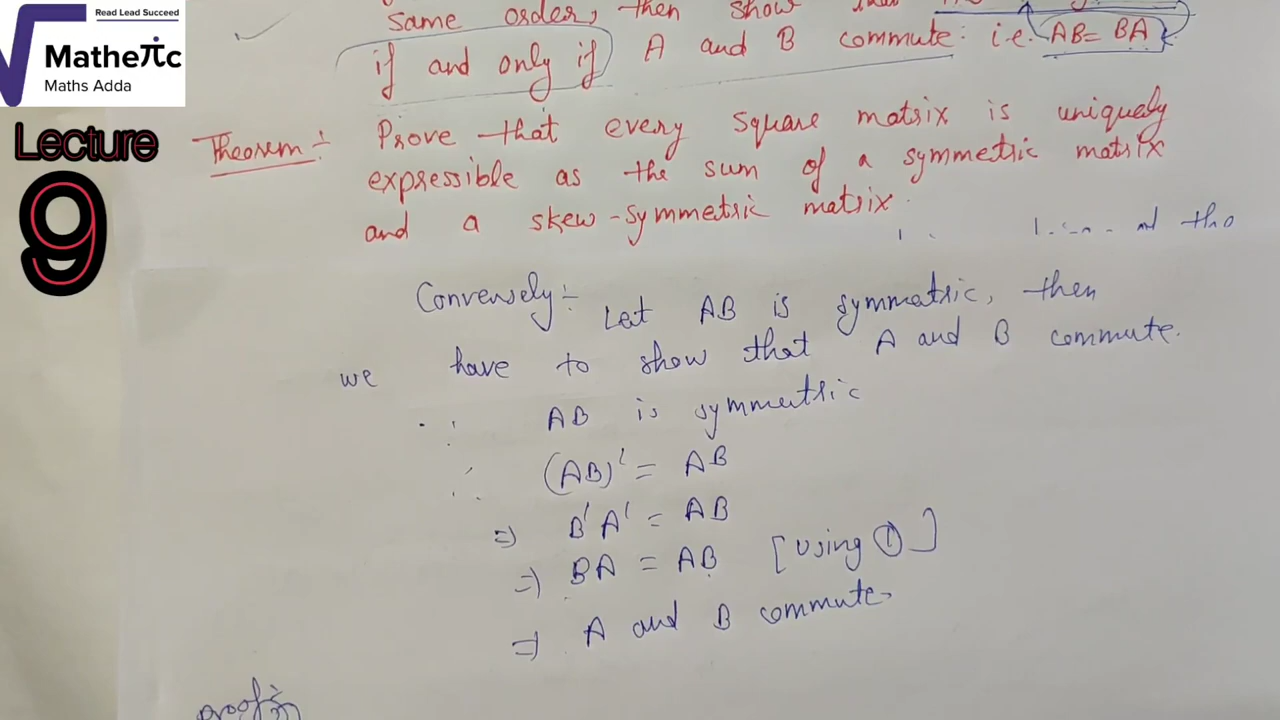 Read Lead Succeed
Matheπc
Maths Adda
Lecture
9
same order, then show
if and only if A and B commute: i.e. AB = BA
Theorem:- Prove that every square matrix is uniquely
expressible as the sum of a symmetric matrix
and a skew-symmetric matrix.
Conversely:- Let AB is symmetric, then
we have to show that A and B commute.
∵ AB is symmetric
∴ (AB)' = AB
=> B'A' = AB
=> BA = AB [using ①]
=> A and B commute.
proof:-